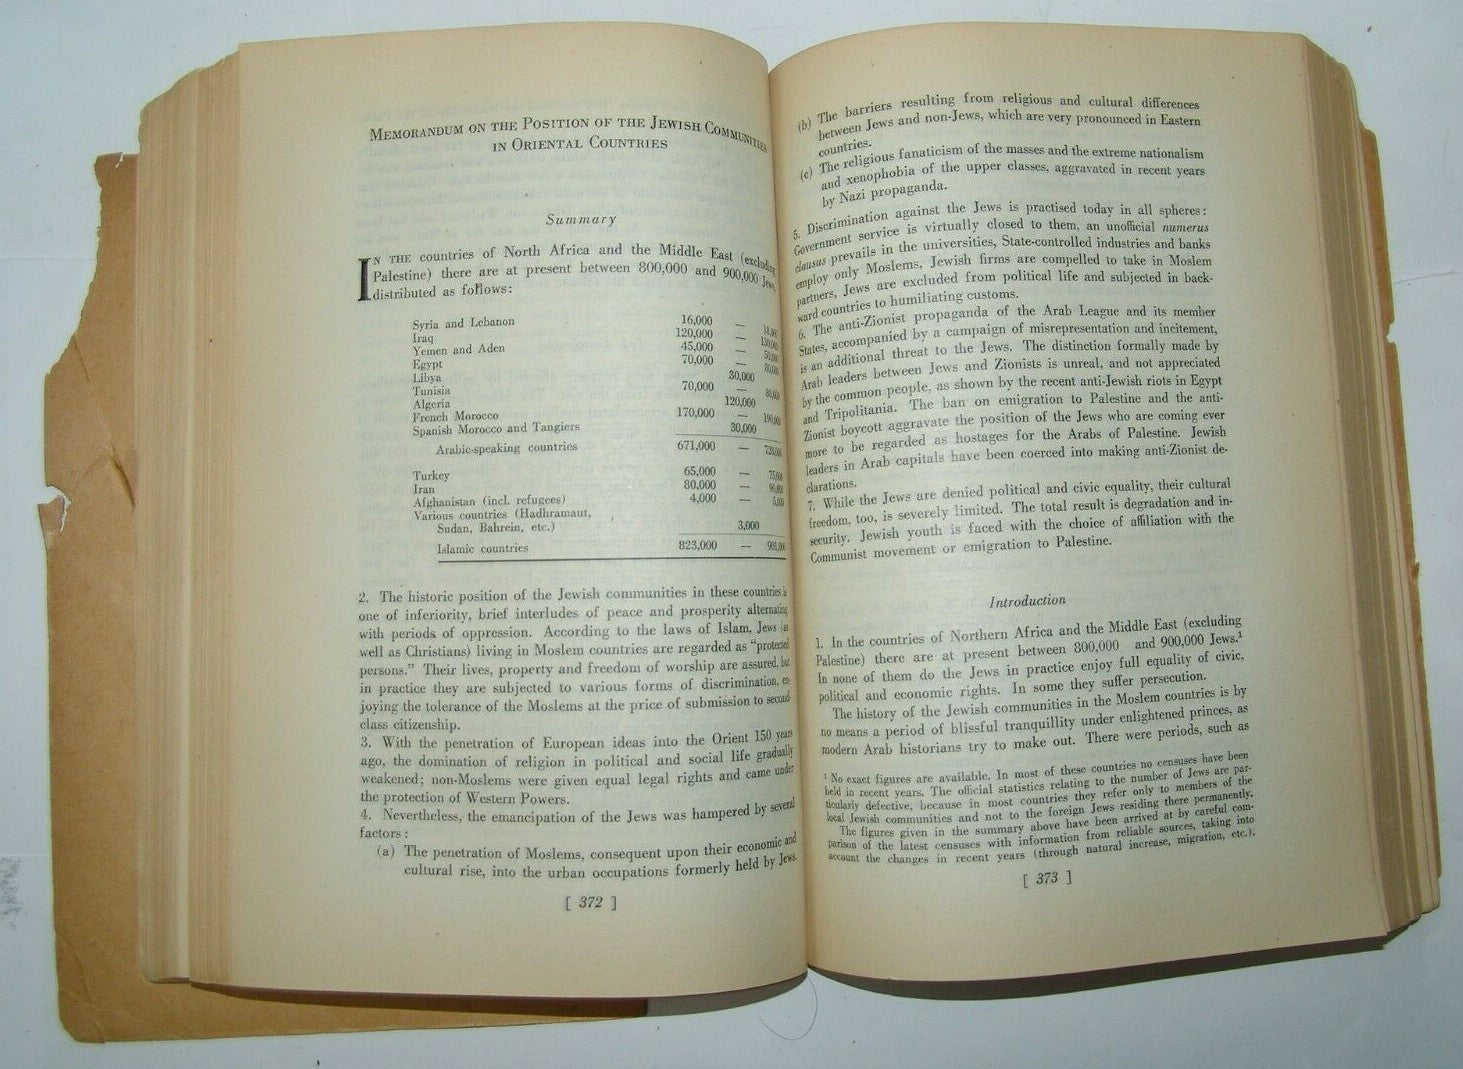 MEMORANDUM ON THE POSITION OF THE JEWISH COMMUNITIES
IN ORIENTAL COUNTRIES
Summary
IN THE countries of North Africa and the Middle East (excluding
Palestine) there are at present between 800,000 and 900,000 Jews,
distributed as follows:
Syria and Lebanon 16,000 — 18,000
Iraq 120,000 — 130,000
Yemen and Aden 45,000 — 50,000
Egypt 70,000 — 80,000
Libya 30,000
Tunisia 70,000 — 80,000
Algeria 120,000
French Morocco 170,000 — 190,000
Spanish Morocco and Tangiers 30,000
Arabic-speaking countries 671,000 —
Turkey 65,000 — 75,000
Iran 80,000 — 90,000
Afghanistan (incl. refugees) 4,000 — 5,000
Various countries (Hadhramaut,
Sudan, Bahrein, etc.) 3,000
Islamic countries 823,000 —
2. The historic position of the Jewish communities in these countries is
one of inferiority, brief interludes of peace and prosperity alternating
with periods of oppression. According to the laws of Islam, Jews (as
well as Christians) living in Moslem countries are regarded as "protected
persons." Their lives, property and freedom of worship are assured, but
in practice they are subjected to various forms of discrimination, en-
joying the tolerance of the Moslems at the price of submission to second-
class citizenship.
3. With the penetration of European ideas into the Orient 150 years
ago, the domination of religion in political and social life gradually
weakened; non-Moslems were given equal legal rights and came under
the protection of Western Powers.
4. Nevertheless, the emancipation of the Jews was hampered by several
factors:
(a) The penetration of Moslems, consequent upon their economic and
cultural rise, into the urban occupations formerly held by Jews.
[ 372 ]
(b) The barriers resulting from religious and cultural differences
between Jews and non-Jews, which are very pronounced in Eastern
countries.
(c) The religious fanaticism of the masses and the extreme nationalism
and xenophobia of the upper classes, aggravated in recent years
by Nazi propaganda.
5. Discrimination against the Jews is practised today in all spheres:
Government service is virtually closed to them, an unofficial numerus
clausus prevails in the universities, State-controlled industries and banks
employ only Moslems, Jewish firms are compelled to take in Moslem
partners, Jews are excluded from political life and subjected in back-
ward countries to humiliating customs.
6. The anti-Zionist propaganda of the Arab League and its member
States, accompanied by a campaign of misrepresentation and incitement,
is an additional threat to the Jews. The distinction formally made by
Arab leaders between Jews and Zionists is unreal, and not appreciated
by the common people, as shown by the recent anti-Jewish riots in Egypt
and Tripolitania. The ban on emigration to Palestine and the anti-
Zionist boycott aggravate the position of the Jews who are coming ever
more to be regarded as hostages for the Arabs of Palestine. Jewish
leaders in Arab capitals have been coerced into making anti-Zionist de-
clarations.
7. While the Jews are denied political and civic equality, their cultural
freedom, too, is severely limited. The total result is degradation and in-
security. Jewish youth is faced with the choice of affiliation with the
Communist movement or emigration to Palestine.
Introduction
1. In the countries of Northern Africa and the Middle East (excluding
Palestine) there are at present between 800,000 and 900,000 Jews.¹
In none of them do the Jews in practice enjoy full equality of civic,
political and economic rights. In some they suffer persecution.
The history of the Jewish communities in the Moslem countries is by
no means a period of blissful tranquillity under enlightened princes, as
modern Arab historians try to make out. There were periods, such as
¹ No exact figures are available. In most of these countries no censuses have been
held in recent years. The official statistics relating to the number of Jews are par-
ticularly defective, because in most countries they refer only to members of the
local Jewish communities and not to the foreign Jews residing there permanently.
The figures given in the summary above have been arrived at by careful com-
parison of the latest censuses with information from reliable sources, taking into
account the changes in recent years (through natural increase, migration, etc.).
[ 373 ]